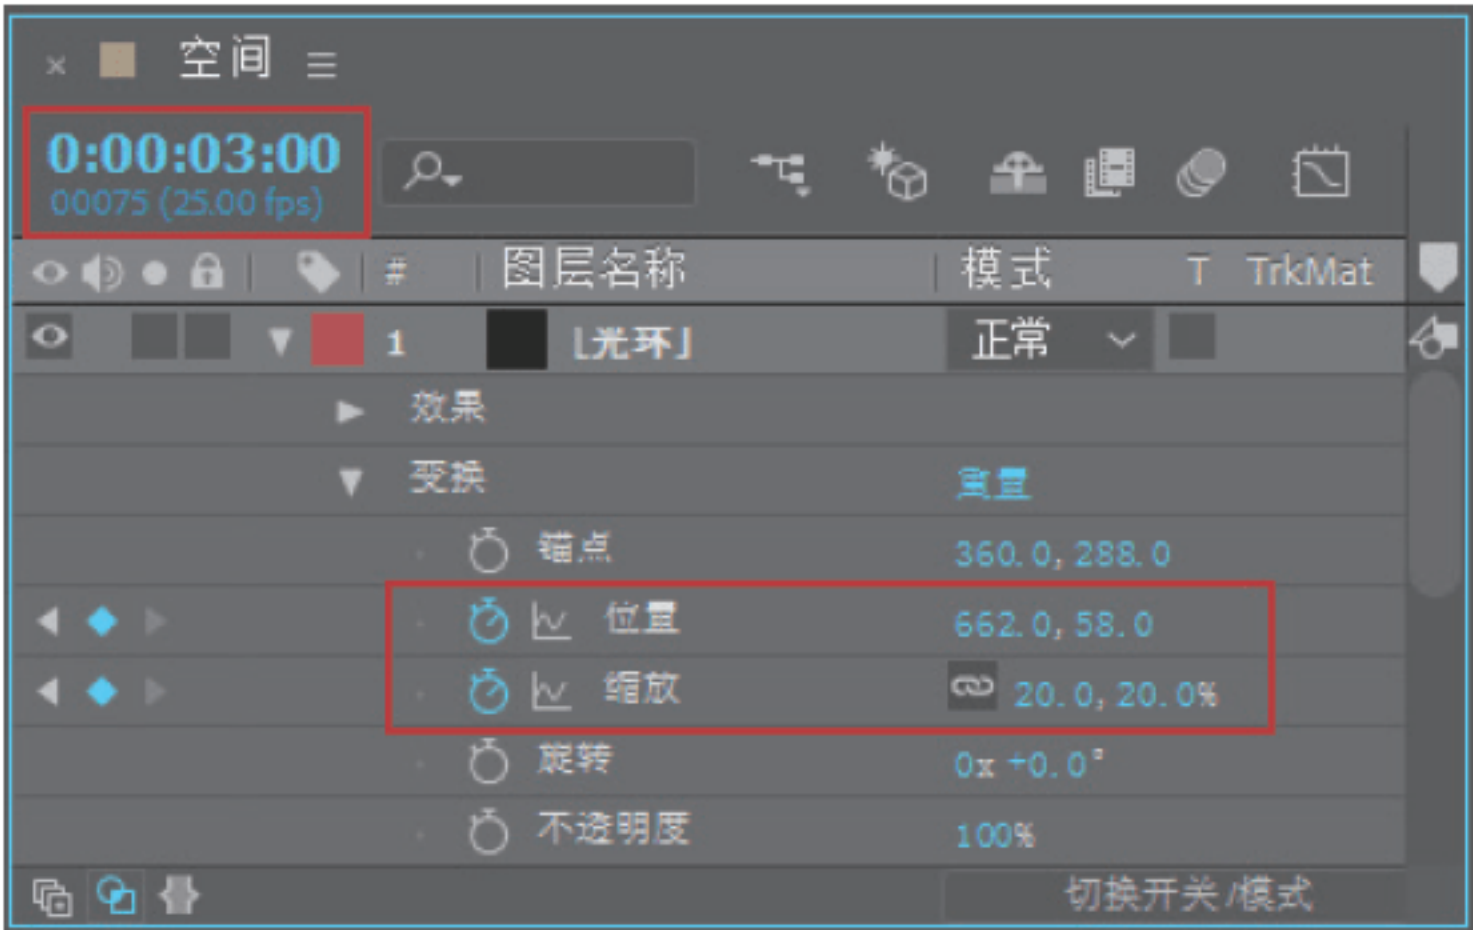 空间
0:00:03:00
00075 (25.00 fps)
# 图层名称 模式 T TrkMat
1 [光环] 正常
效果
变换 重置
锚点 360.0, 288.0
位置 662.0, 58.0
缩放 20.0, 20.0%
旋转 0x +0.0°
不透明度 100%
切换开关/模式